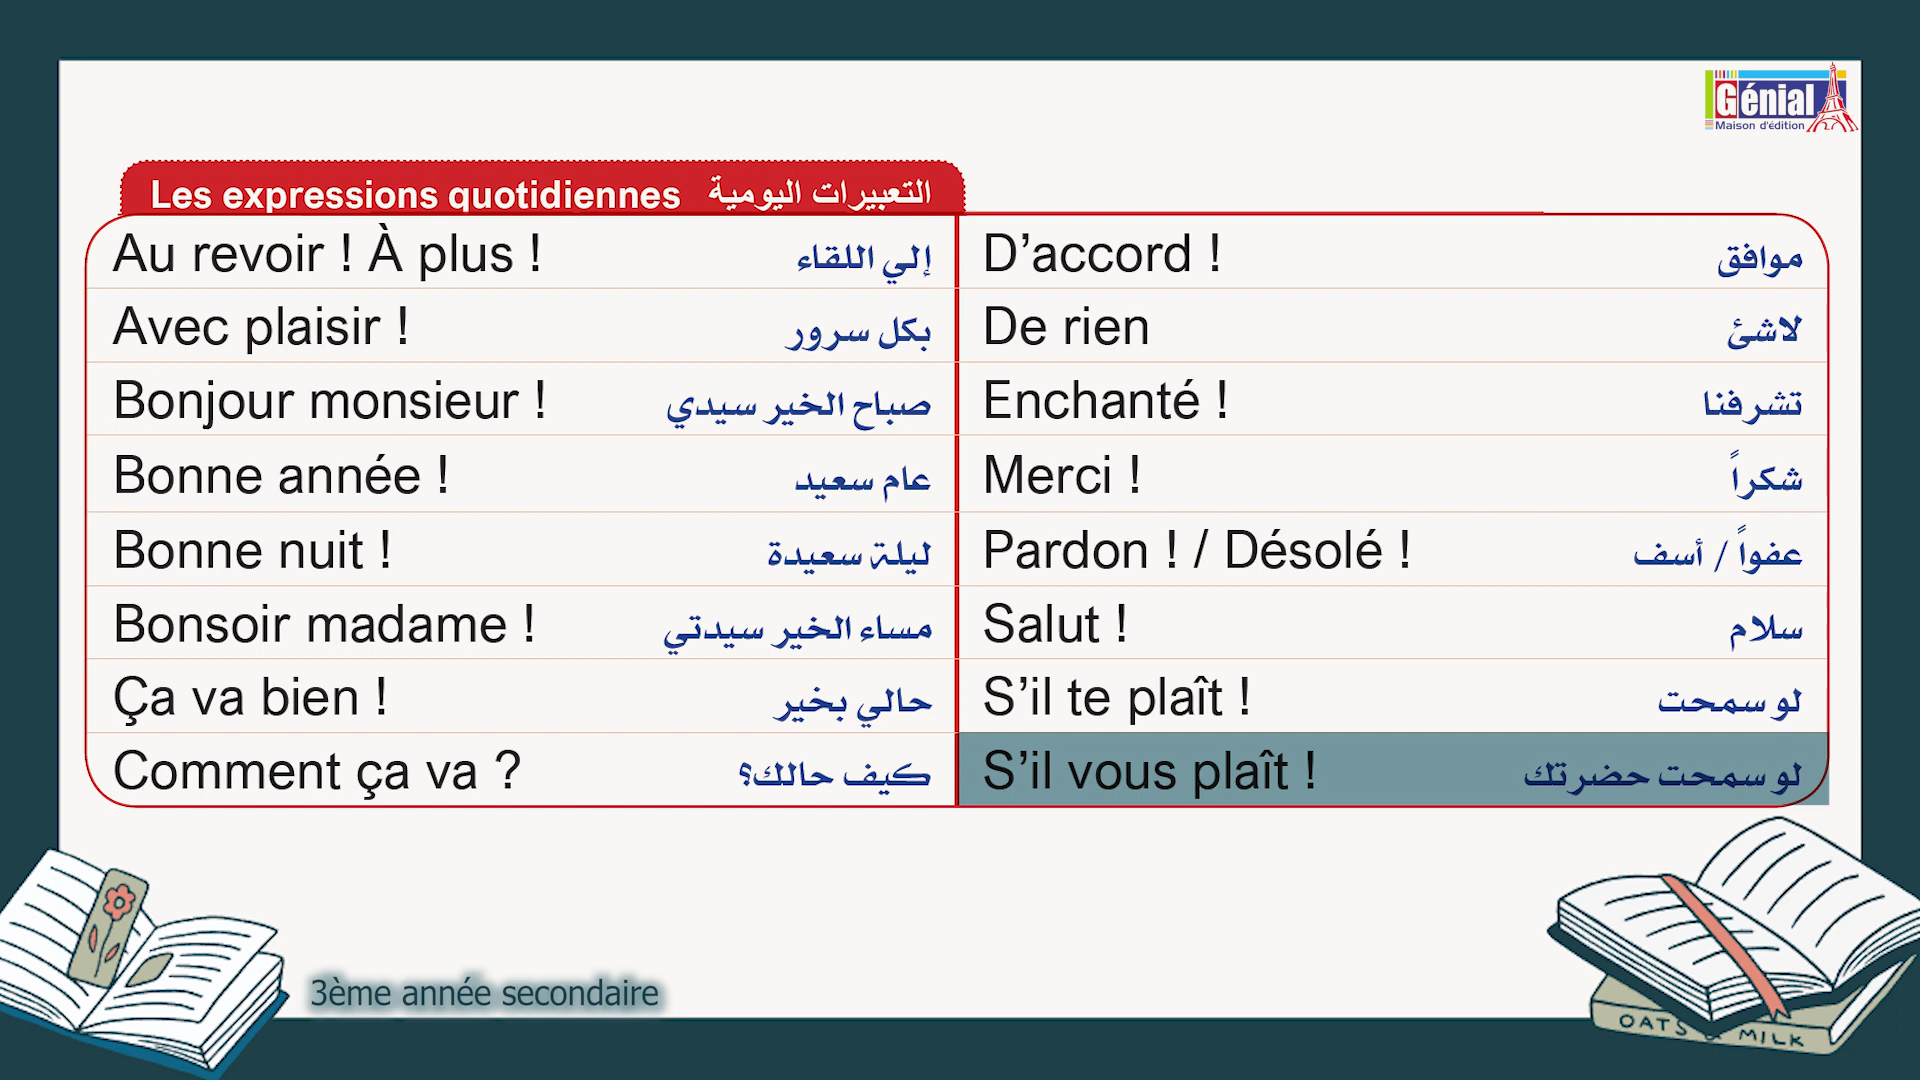 Génial
Maison d'édition
Les expressions quotidiennes التعبيرات اليومية
Au revoir ! À plus ! إلي اللقاء
Avec plaisir ! بكل سرور
Bonjour monsieur ! صباح الخير سيدي
Bonne année ! عام سعيد
Bonne nuit ! ليلة سعيدة
Bonsoir madame ! مساء الخير سيدتي
Ça va bien ! حالي بخير
Comment ça va ? كيف حالك؟
D’accord ! موافق
De rien لاشئ
Enchanté ! تشرفنا
Merci ! شكراً
Pardon ! / Désolé ! عفواً / أسف
Salut ! سلام
S’il te plaît ! لو سمحت
S’il vous plaît ! لو سمحت حضرتك
3ème année secondaire
OATS & MILK